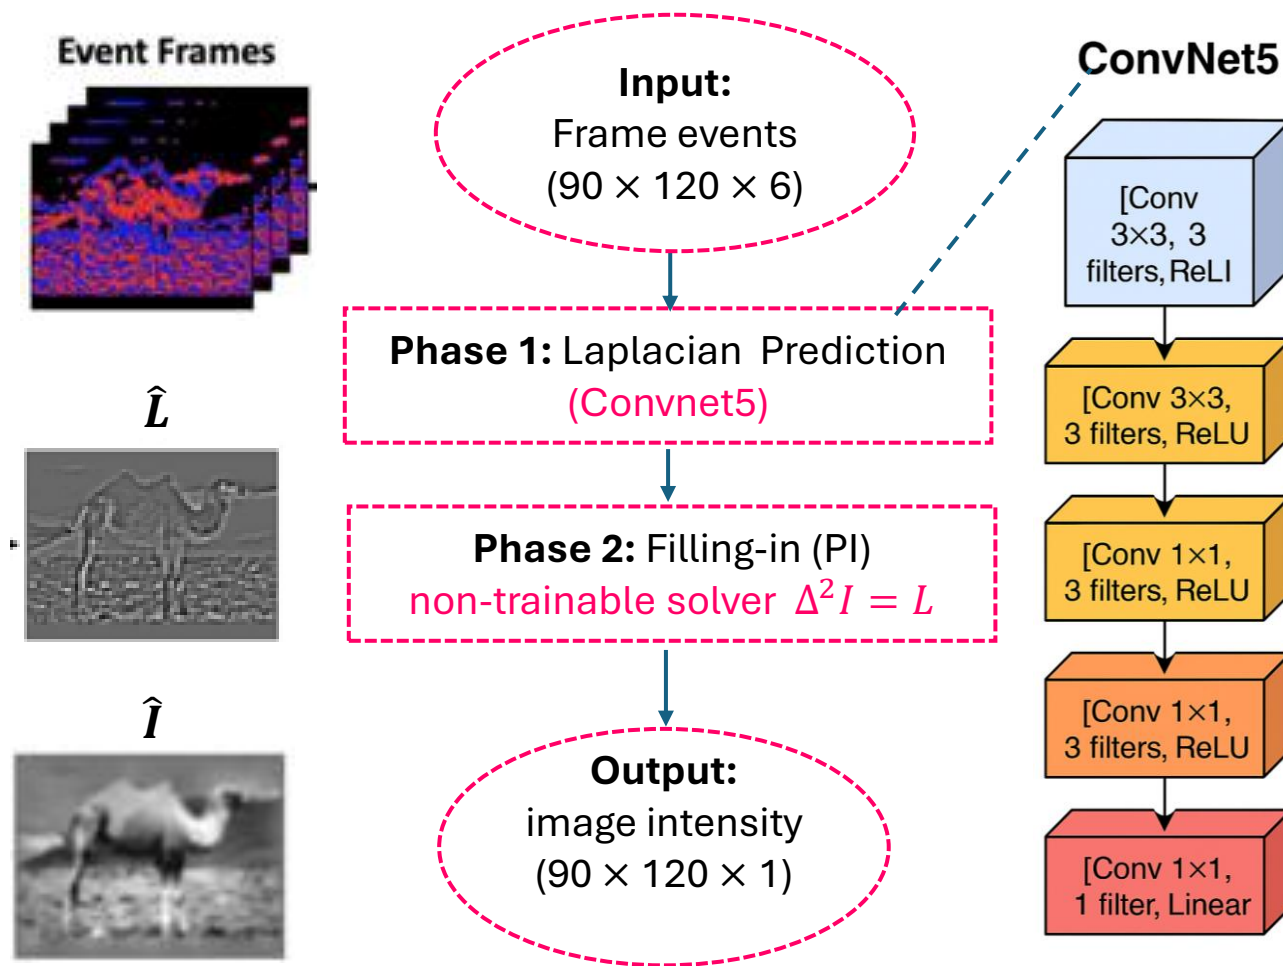 Event Frames
L̂
Î
Input:
Frame events
(90 × 120 × 6)
Phase 1: Laplacian Prediction
(Convnet5)
Phase 2: Filling-in (PI)
non-trainable solver Δ²I = L
Output:
image intensity
(90 × 120 × 1)
ConvNet5
[Conv
3×3, 3
filters, ReLI
[Conv 3×3,
3 filters, ReLU
[Conv 1×1,
3 filters, ReLU
[Conv 1×1,
3 filters, ReLU
[Conv 1×1,
1 filter, Linear